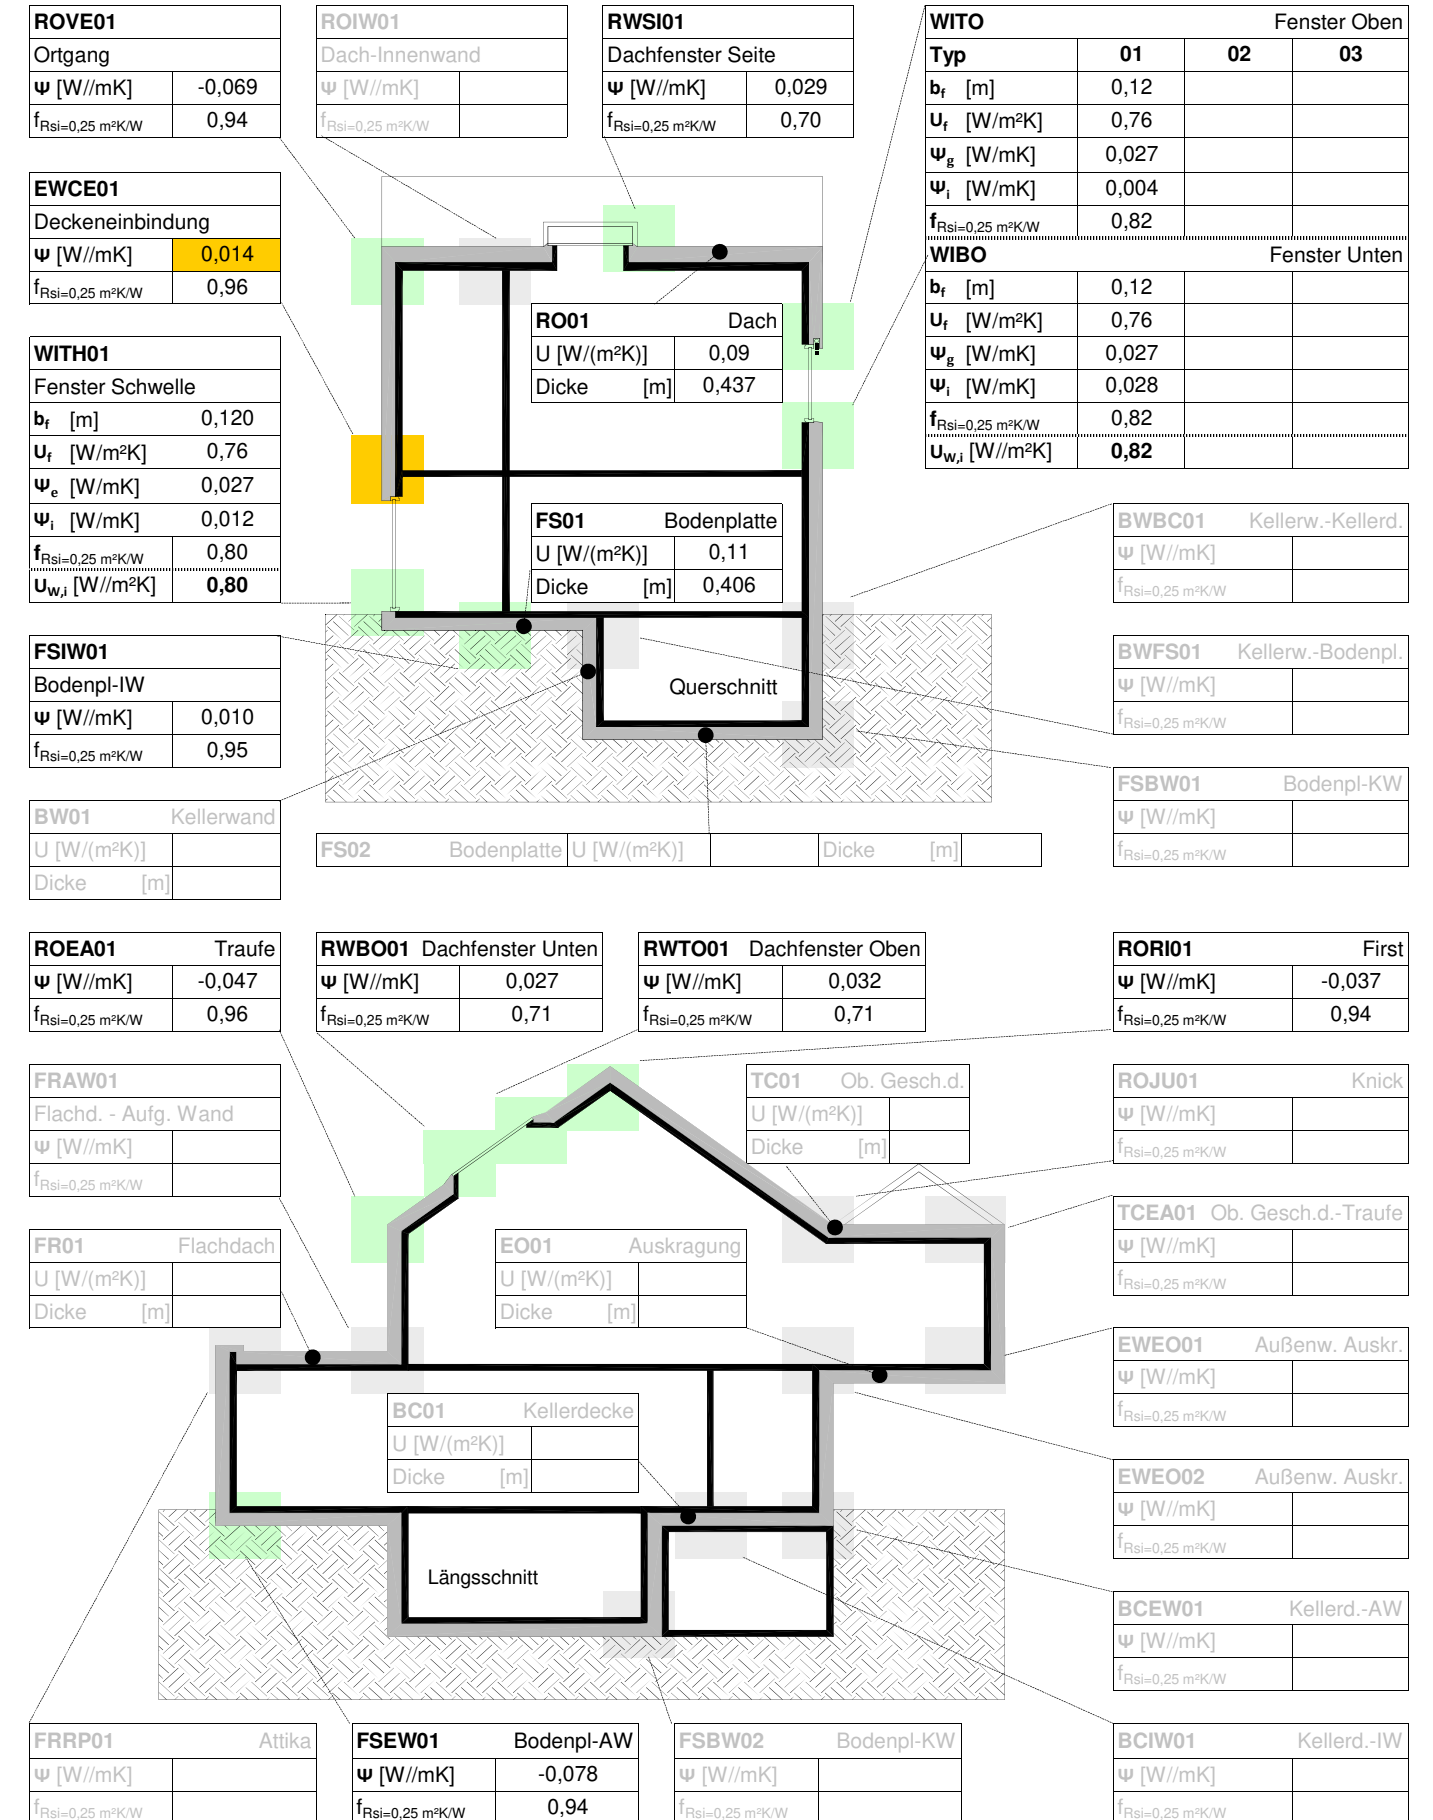 ROVE01
Ortgang
Ψ [W//mK] -0,069
fRsi=0,25 m²K/W 0,94
ROIW01
Dach-Innenwand
Ψ [W//mK]
fRsi=0,25 m²K/W
RWSI01
Dachfenster Seite
Ψ [W//mK] 0,029
fRsi=0,25 m²K/W 0,70
WITO Fenster Oben
Typ 01 02 03
bf [m] 0,12
Uf [W/m²K] 0,76
Ψg [W/mK] 0,027
Ψi [W/mK] 0,004
fRsi=0,25 m²K/W 0,82
WIBO Fenster Unten
bf [m] 0,12
Uf [W/m²K] 0,76
Ψg [W/mK] 0,027
Ψi [W/mK] 0,028
fRsi=0,25 m²K/W 0,82
UW,i [W//m²K] 0,82
EWCE01
Deckeneinbindung
Ψ [W//mK] 0,014
fRsi=0,25 m²K/W 0,96
RO01 Dach
U [W/(m²K)] 0,09
Dicke [m] 0,437
WITH01
Fenster Schwelle
bf [m] 0,120
Uf [W/m²K] 0,76
Ψe [W/mK] 0,027
Ψi [W/mK] 0,012
fRsi=0,25 m²K/W 0,80
UW,i [W//m²K] 0,80
FS01 Bodenplatte
U [W/(m²K)] 0,11
Dicke [m] 0,406
BWBC01 Kellerw.-Kellerd.
Ψ [W//mK]
fRsi=0,25 m²K/W
FSIW01
Bodenpl-IW
Ψ [W//mK] 0,010
fRsi=0,25 m²K/W 0,95
Querschnitt
BWFS01 Kellerw.-Bodenpl.
Ψ [W//mK]
fRsi=0,25 m²K/W
FSBW01 Bodenpl-KW
Ψ [W//mK]
fRsi=0,25 m²K/W
BW01 Kellerwand
U [W/(m²K)]
Dicke [m]
FS02 Bodenplatte U [W/(m²K)] Dicke [m]
ROEA01 Traufe
Ψ [W//mK] -0,047
fRsi=0,25 m²K/W 0,96
RWBO01 Dachfenster Unten
Ψ [W//mK] 0,027
fRsi=0,25 m²K/W 0,71
RWTO01 Dachfenster Oben
Ψ [W//mK] 0,032
fRsi=0,25 m²K/W 0,71
RORI01 First
Ψ [W//mK] -0,037
fRsi=0,25 m²K/W 0,94
FRAW01
Flachd. - Aufg. Wand
Ψ [W//mK]
fRsi=0,25 m²K/W
TC01 Ob. Gesch.d.
U [W/(m²K)]
Dicke [m]
ROJU01 Knick
Ψ [W//mK]
fRsi=0,25 m²K/W
TCEA01 Ob. Gesch.d.-Traufe
Ψ [W//mK]
fRsi=0,25 m²K/W
FR01 Flachdach
U [W/(m²K)]
Dicke [m]
EO01 Auskragung
U [W/(m²K)]
Dicke [m]
EWEO01 Außenw. Auskr.
Ψ [W//mK]
fRsi=0,25 m²K/W
BC01 Kellerdecke
U [W/(m²K)]
Dicke [m]
EWEO02 Außenw. Auskr.
Ψ [W//mK]
fRsi=0,25 m²K/W
Längsschnitt
BCEW01 Kellerd.-AW
Ψ [W//mK]
fRsi=0,25 m²K/W
FRRP01 Attika
Ψ [W//mK]
fRsi=0,25 m²K/W
FSEW01 Bodenpl-AW
Ψ [W//mK] -0,078
fRsi=0,25 m²K/W 0,94
FSBW02 Bodenpl-KW
Ψ [W//mK]
fRsi=0,25 m²K/W
BCIW01 Kellerd.-IW
Ψ [W//mK]
fRsi=0,25 m²K/W